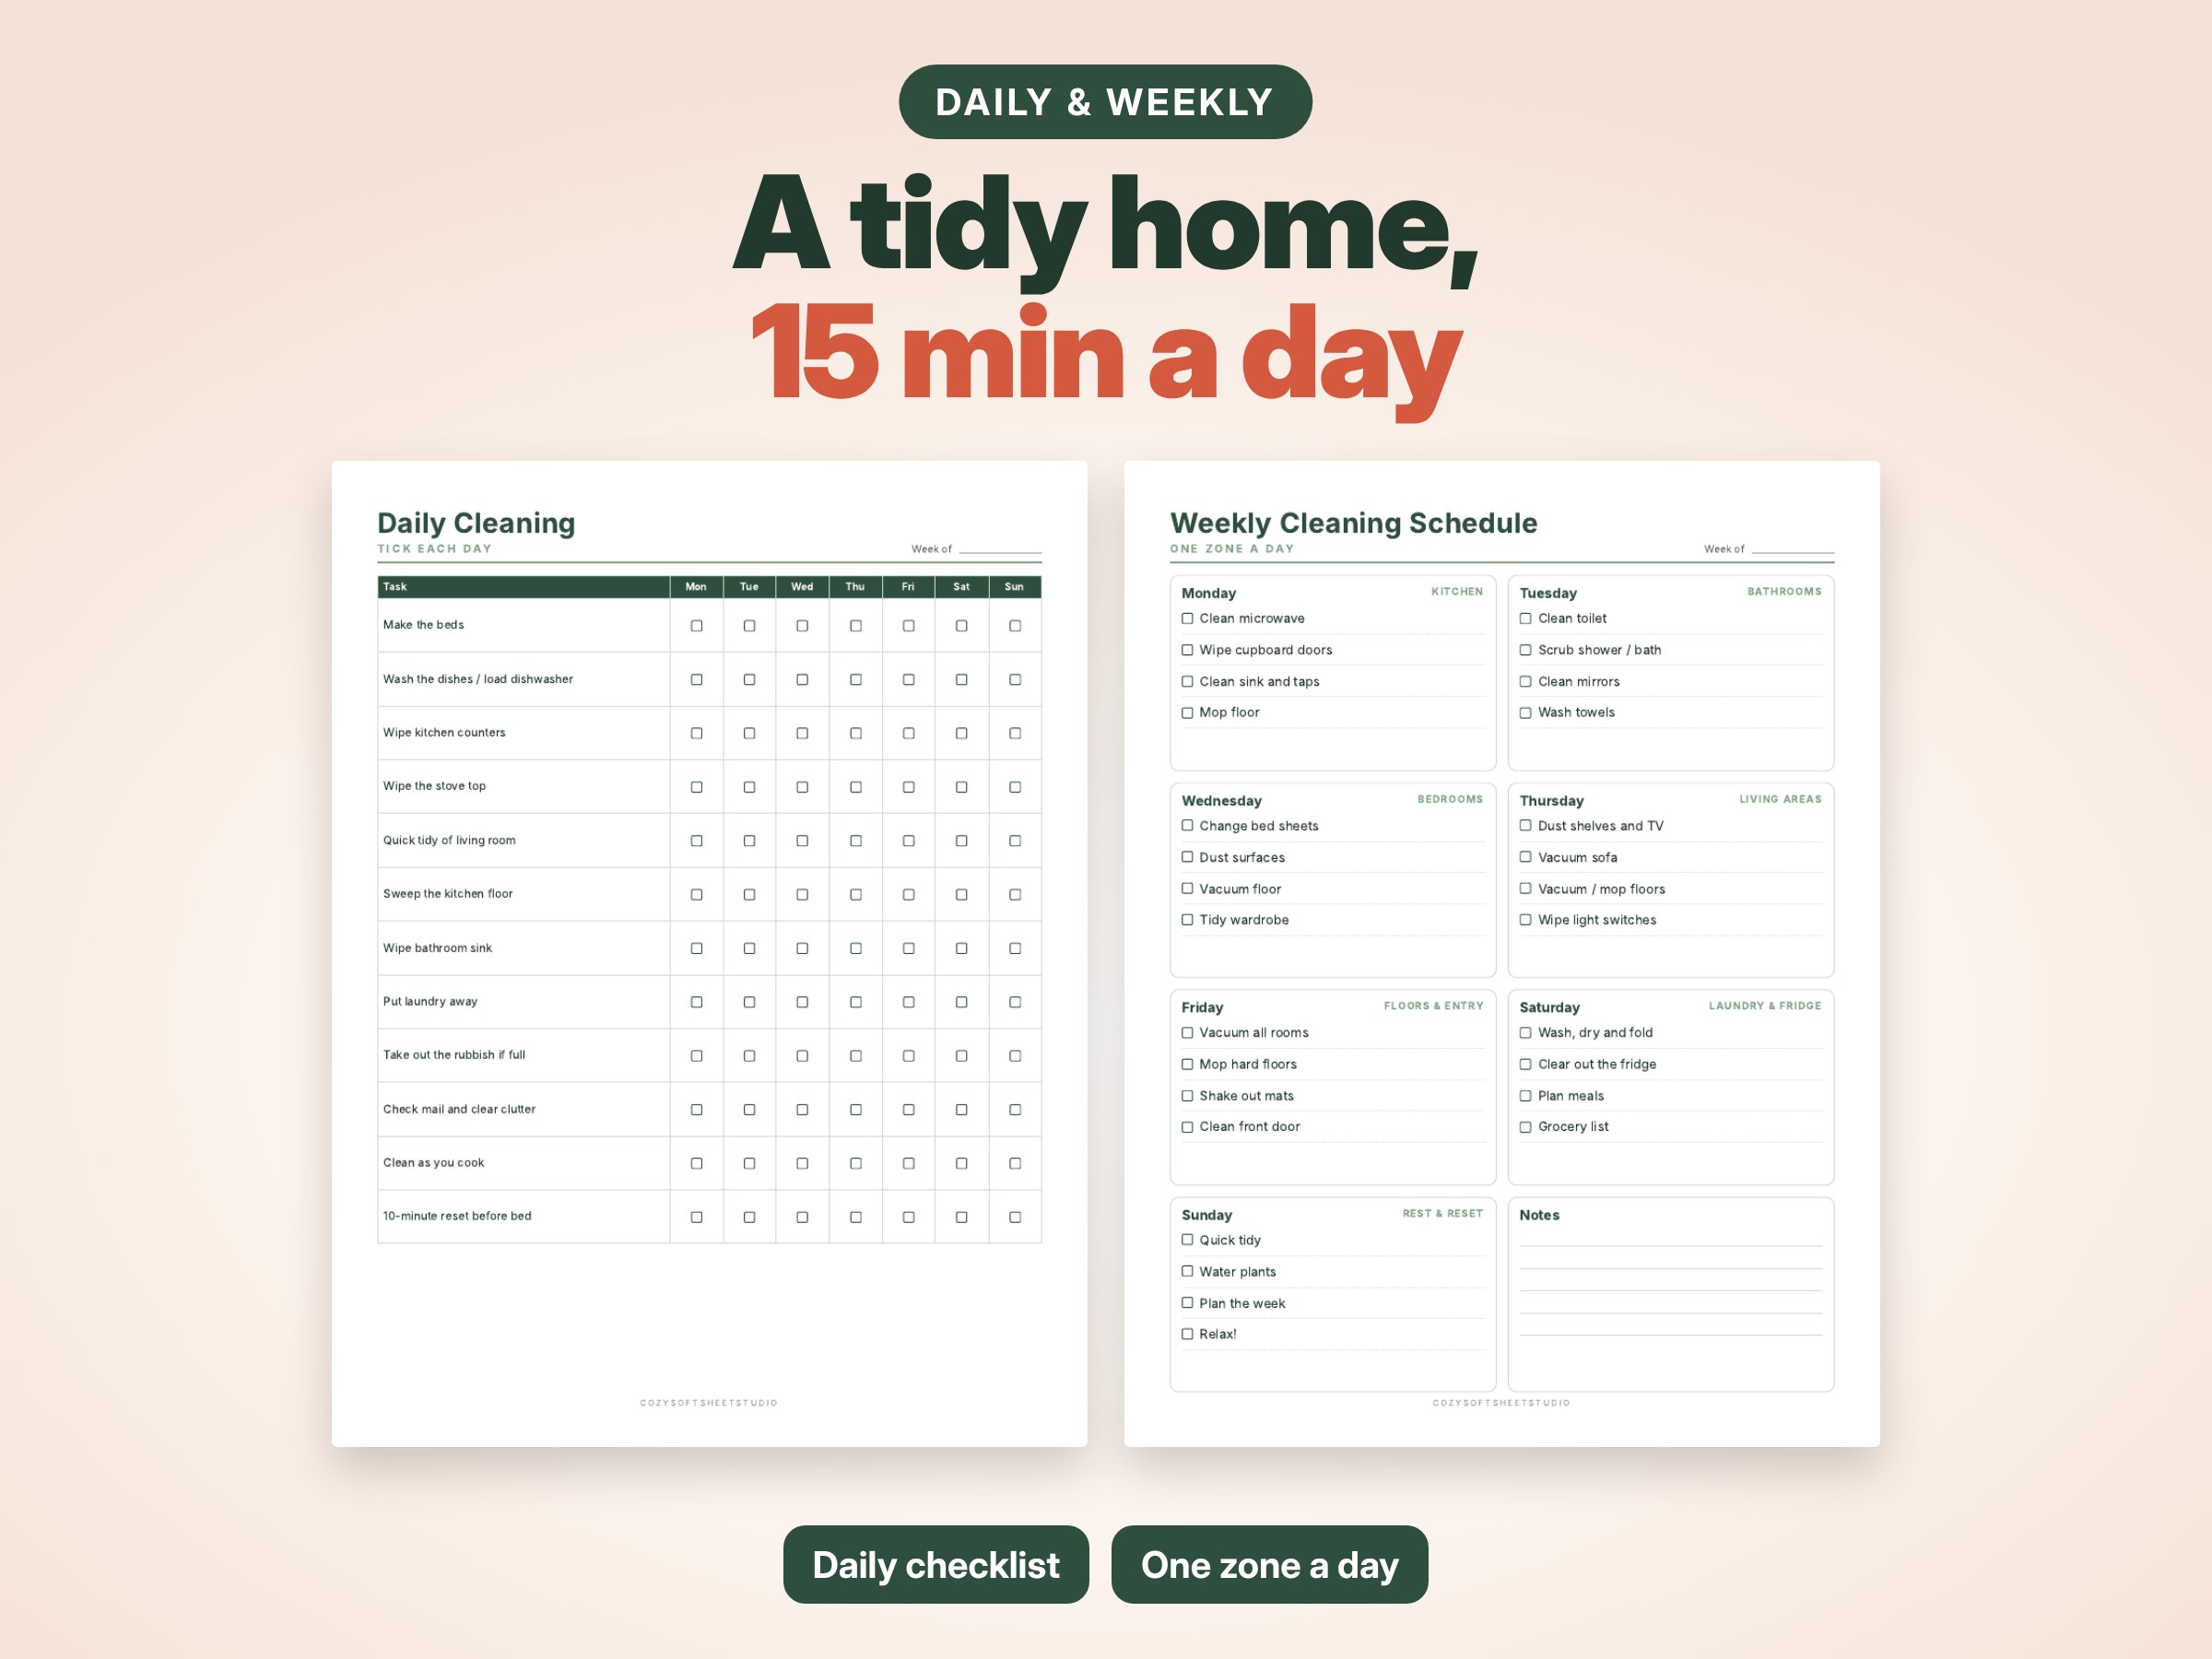 DAILY & WEEKLY
A tidy home,
15 min a day
Daily Cleaning
TICK EACH DAY
Week of
Task Mon Tue Wed Thu Fri Sat Sun
Make the beds
Wash the dishes / load dishwasher
Wipe kitchen counters
Wipe the stove top
Quick tidy of living room
Sweep the kitchen floor
Wipe bathroom sink
Put laundry away
Take out the rubbish if full
Check mail and clear clutter
Clean as you cook
10-minute reset before bed
COZYSOFTSHEETSTUDIO
Weekly Cleaning Schedule
ONE ZONE A DAY
Week of
Monday KITCHEN
Clean microwave
Wipe cupboard doors
Clean sink and taps
Mop floor
Tuesday BATHROOMS
Clean toilet
Scrub shower / bath
Clean mirrors
Wash towels
Wednesday BEDROOMS
Change bed sheets
Dust surfaces
Vacuum floor
Tidy wardrobe
Thursday LIVING AREAS
Dust shelves and TV
Vacuum sofa
Vacuum / mop floors
Wipe light switches
Friday FLOORS & ENTRY
Vacuum all rooms
Mop hard floors
Shake out mats
Clean front door
Saturday LAUNDRY & FRIDGE
Wash, dry and fold
Clear out the fridge
Plan meals
Grocery list
Sunday REST & RESET
Quick tidy
Water plants
Plan the week
Relax!
Notes
COZYSOFTSHEETSTUDIO
Daily checklist
One zone a day